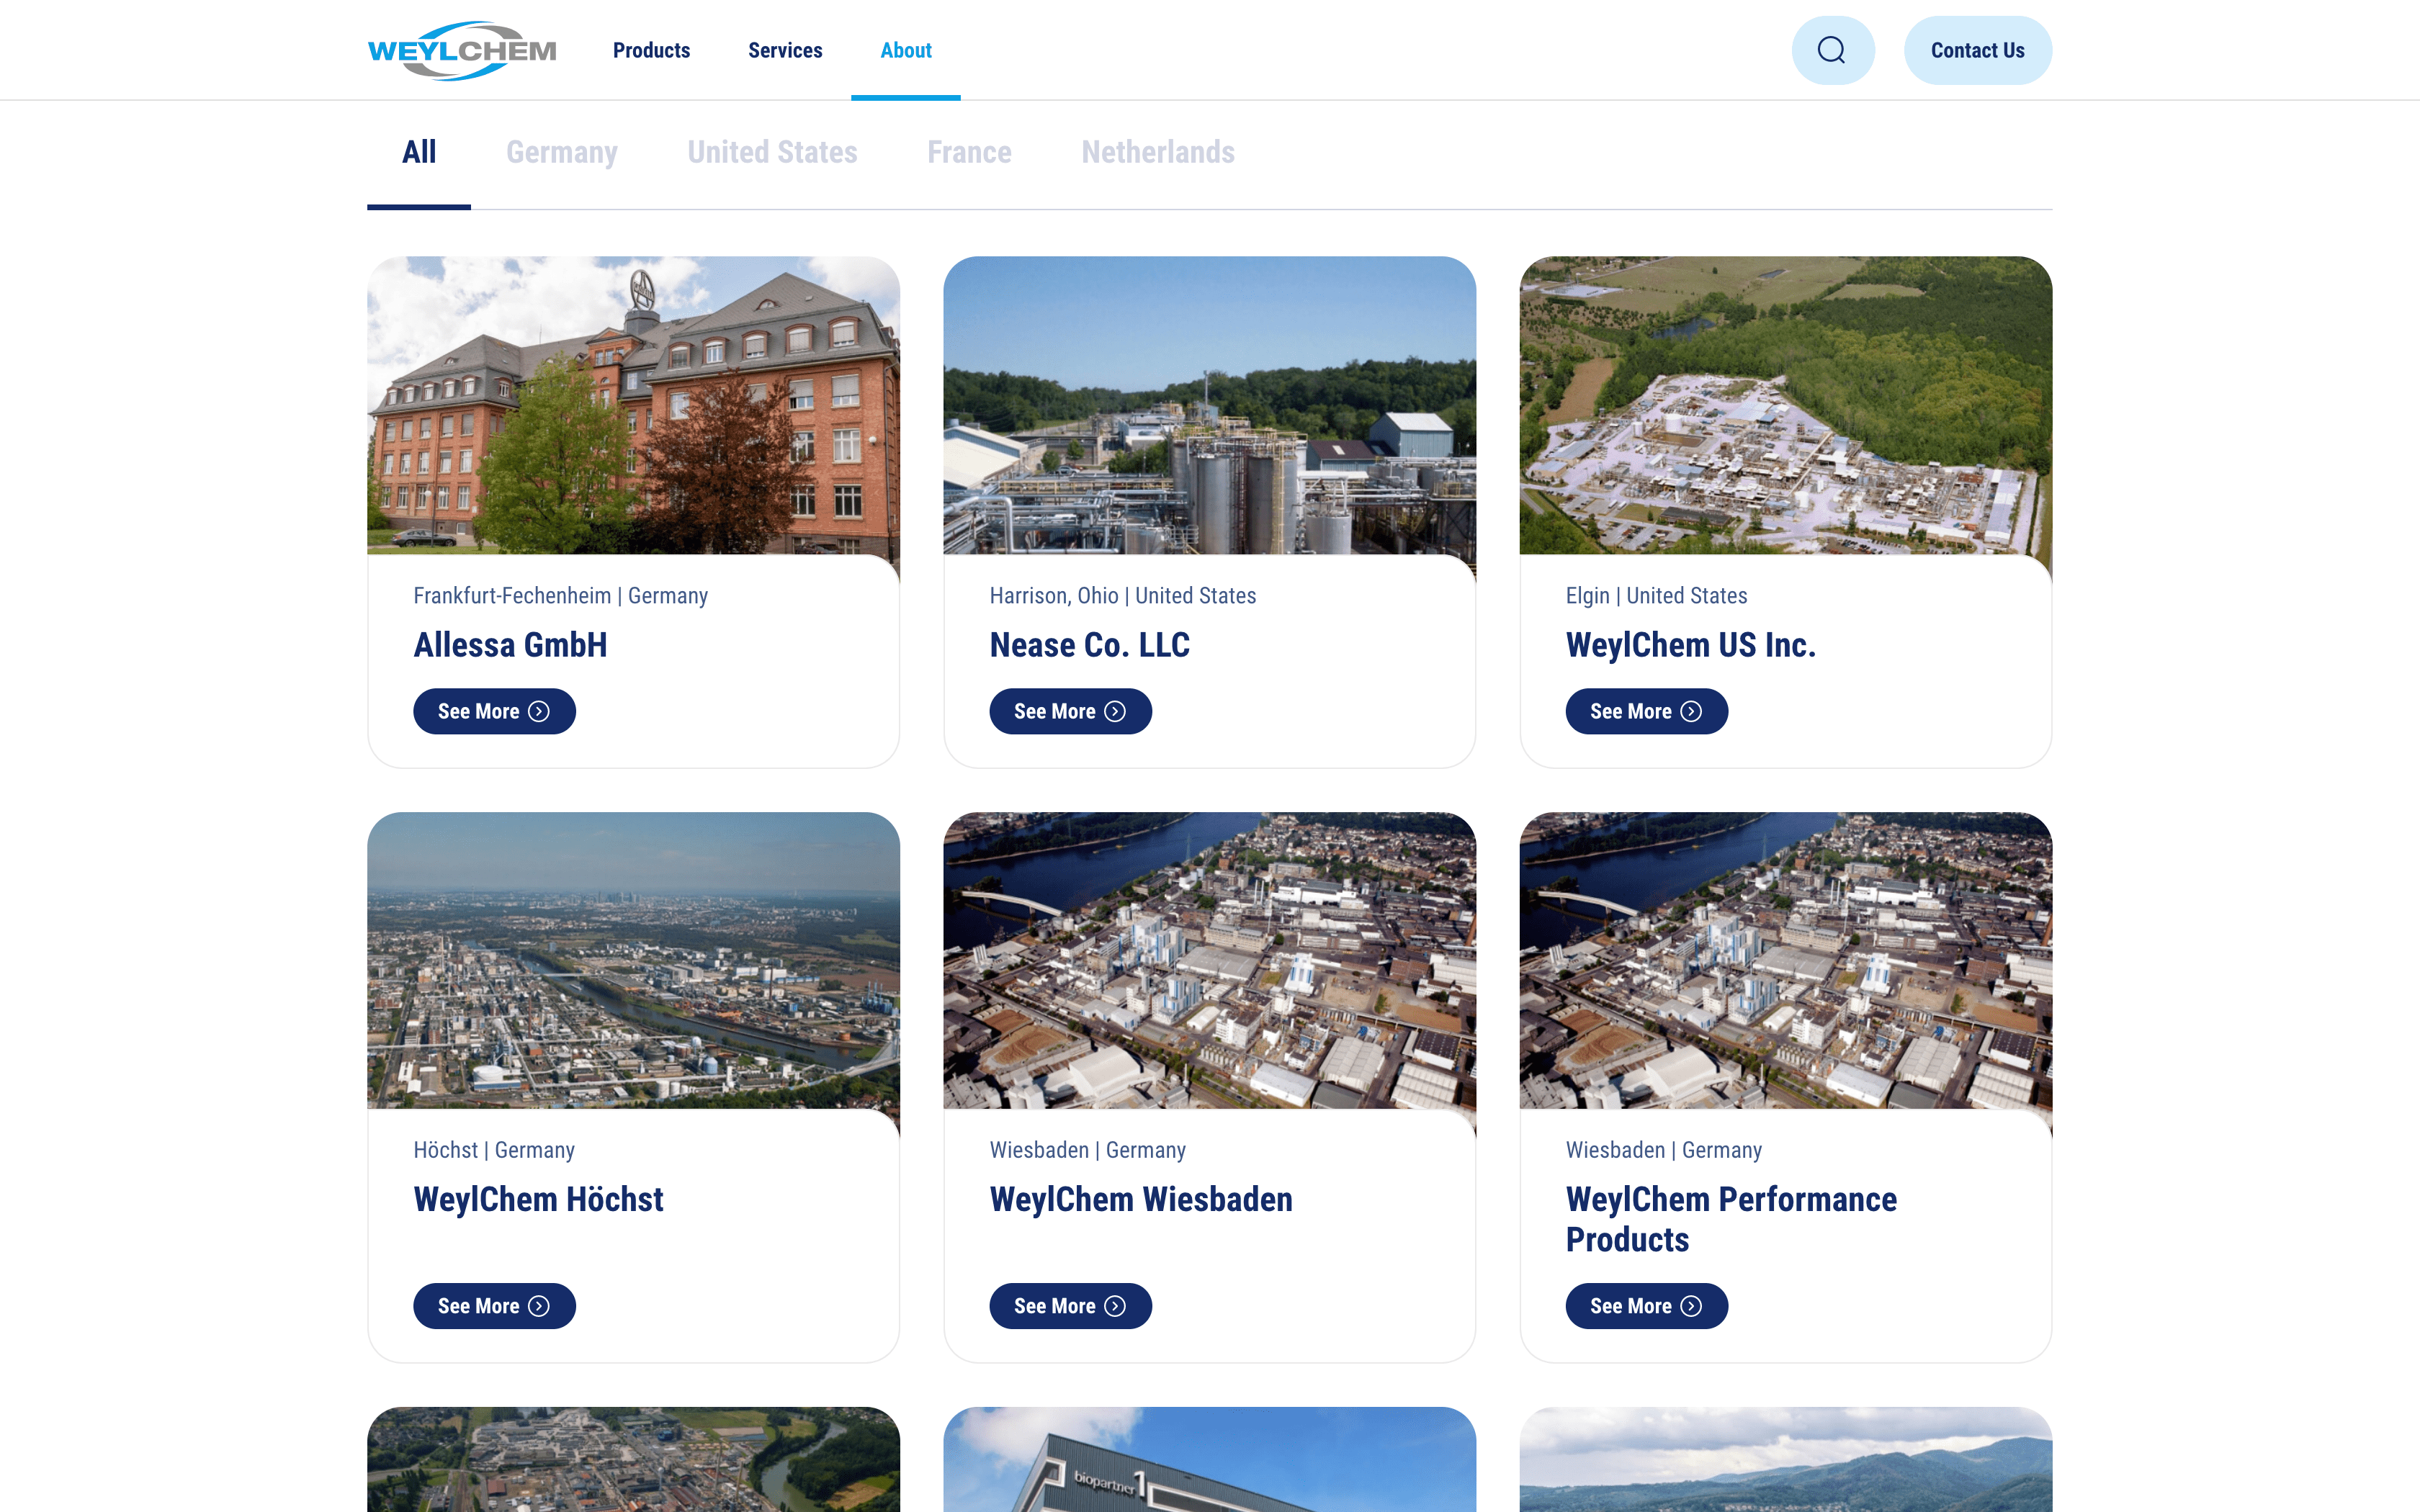 WEYLCHEM
Products
Services
About
Contact Us
All
Germany
United States
France
Netherlands
Frankfurt-Fechenheim | Germany
Allessa GmbH
See More
Harrison, Ohio | United States
Nease Co. LLC
See More
Elgin | United States
WeylChem US Inc.
See More
Höchst | Germany
WeylChem Höchst
See More
Wiesbaden | Germany
WeylChem Wiesbaden
See More
Wiesbaden | Germany
WeylChem Performance
Products
See More
biopartner 1